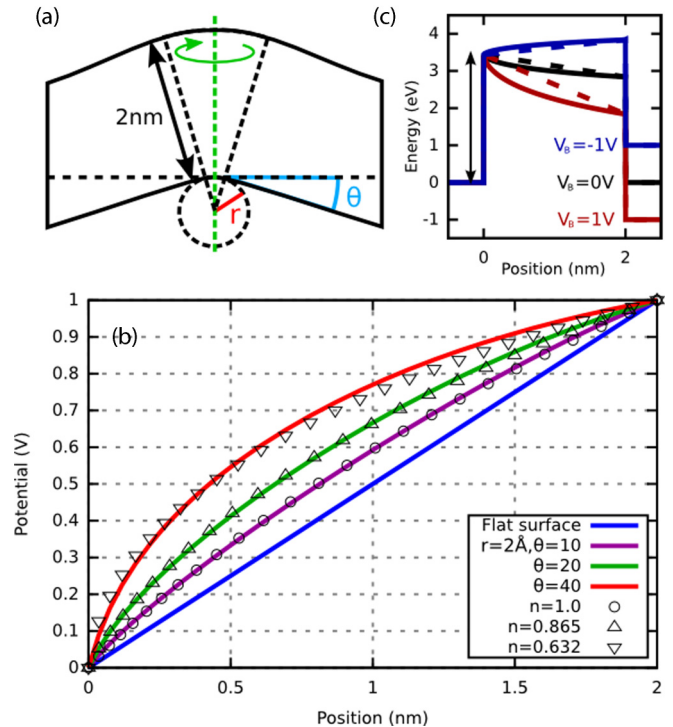 (a)
2nm
r
θ
(c)
Energy (eV)
4
3
2
1
0
-1
V_B=-1V
V_B=0V
V_B=1V
0
2
Position (nm)
(b)
Potential (V)
1
0.9
0.8
0.7
0.6
0.5
0.4
0.3
0.2
0.1
0
0
0.5
1
1.5
2
Position (nm)
Flat surface
r=2Å,θ=10
θ=20
θ=40
n=1.0
n=0.865
n=0.632